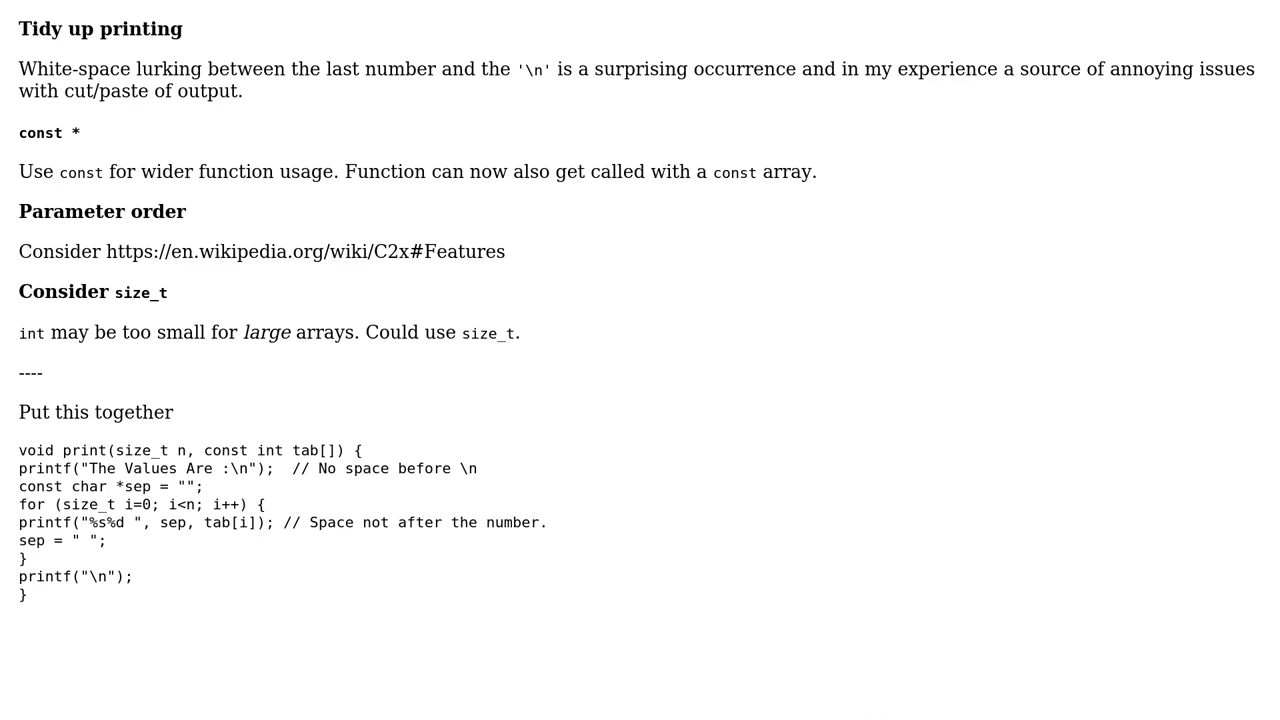 Tidy up printing
White-space lurking between the last number and the '\n' is a surprising occurrence and in my experience a source of annoying issues
with cut/paste of output.
const *
Use const for wider function usage. Function can now also get called with a const array.
Parameter order
Consider https://en.wikipedia.org/wiki/C2x#Features
Consider size_t
int may be too small for large arrays. Could use size_t.
----
Put this together
void print(size_t n, const int tab[]) {
printf("The Values Are :\n");  // No space before \n
const char *sep = "";
for (size_t i=0; i<n; i++) {
printf("%s%d ", sep, tab[i]); // Space not after the number.
sep = " ";
}
printf("\n");
}